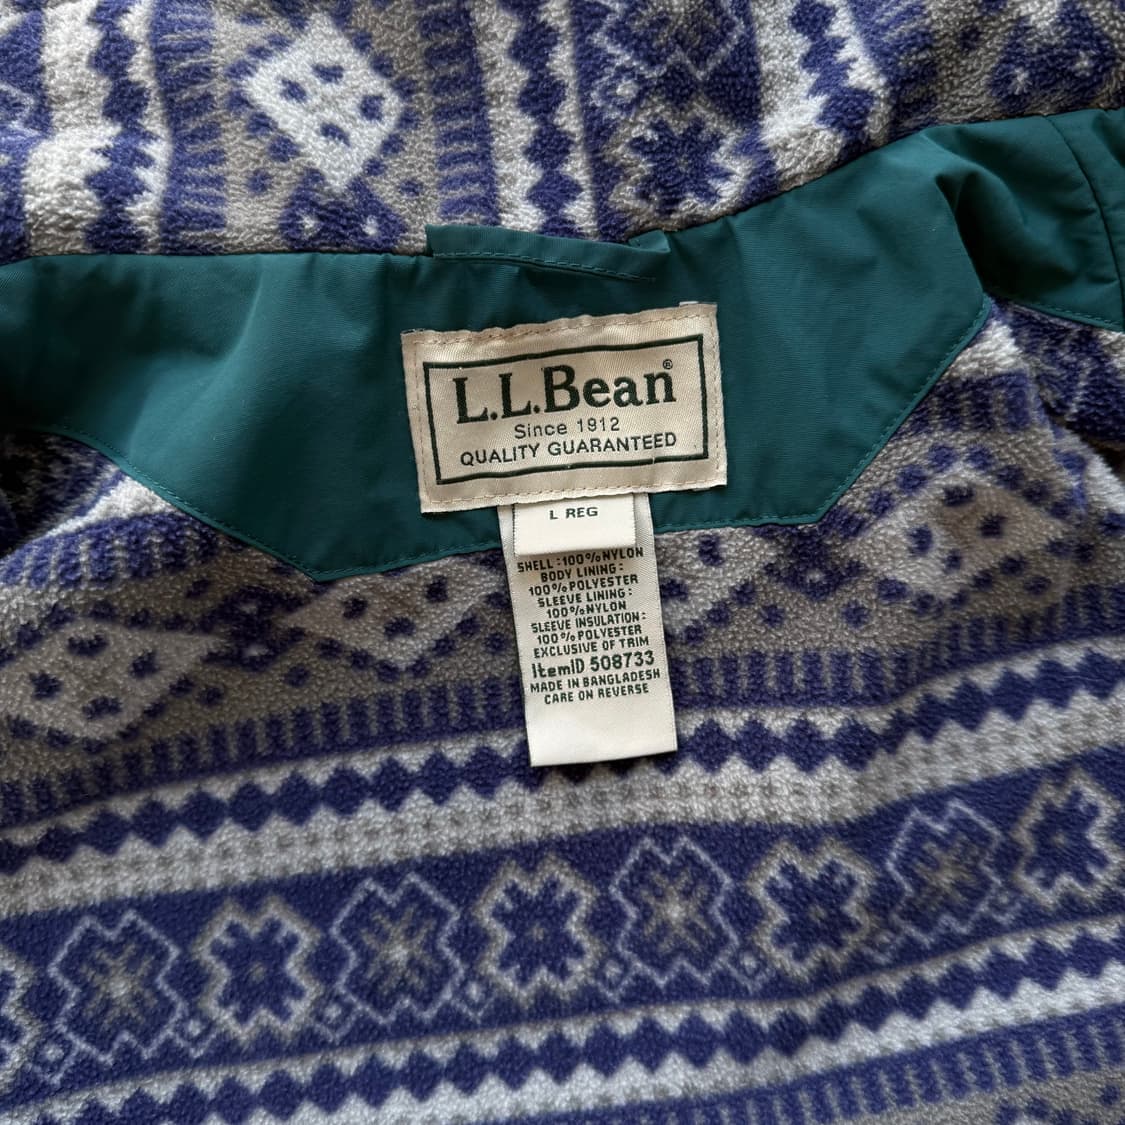 L.L.Bean®
Since 1912
QUALITY GUARANTEED
L REG
SHELL:100%NYLON
BODY LINING:
100%POLYESTER
SLEEVE LINING:
100%NYLON
SLEEVE INSULATION:
100%POLYESTER
EXCLUSIVE OF TRIM
ItemID 508733
MADE IN BANGLADESH
CARE ON REVERSE